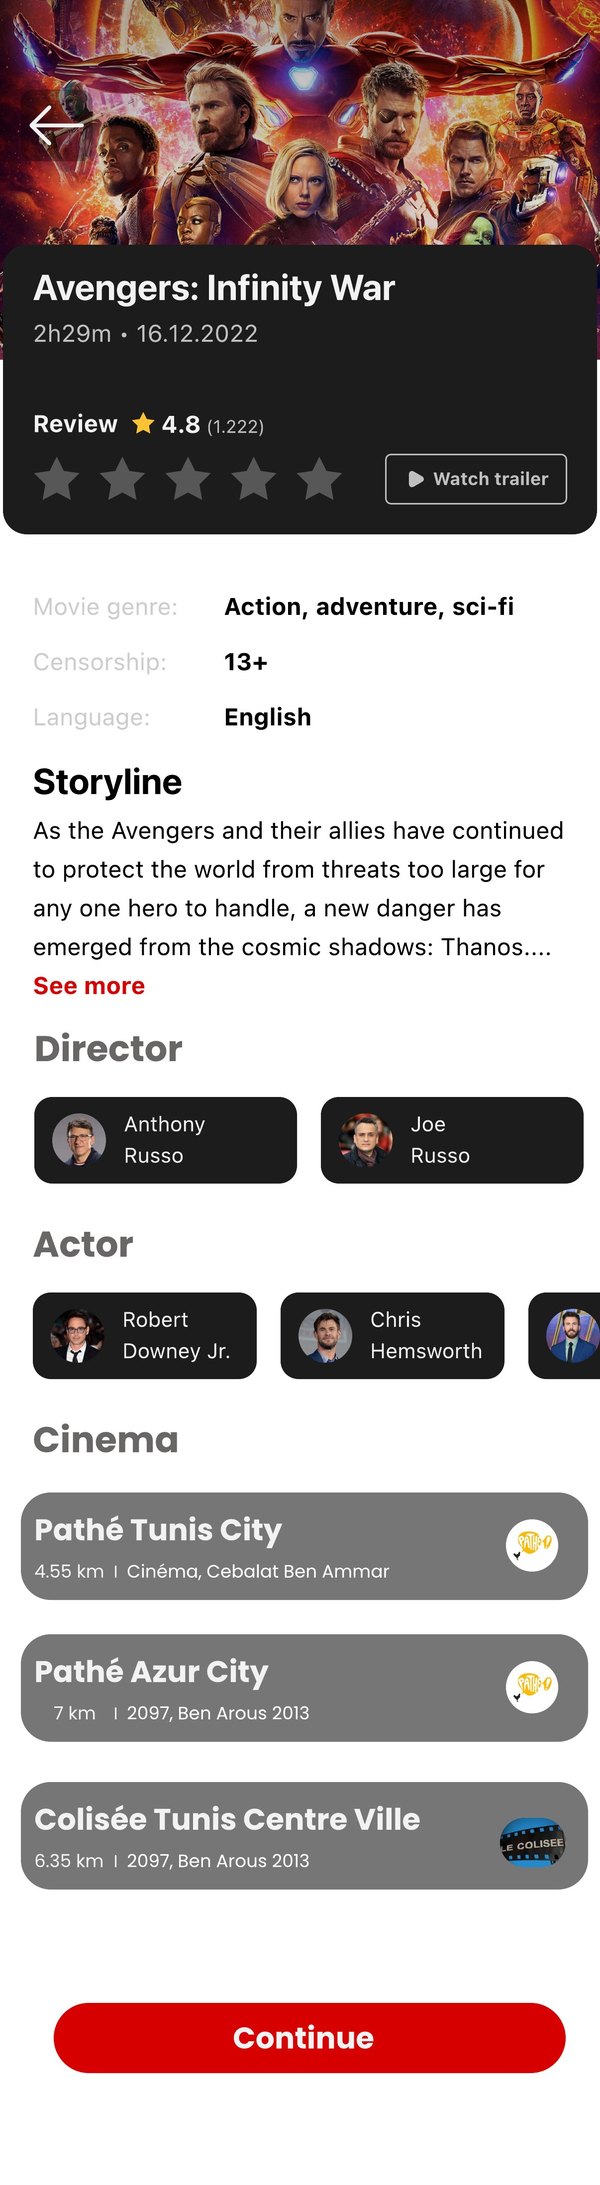 Avengers: Infinity War
2h29m • 16.12.2022
Review 4.8 (1.222)
Watch trailer
Movie genre: Action, adventure, sci-fi
Censorship: 13+
Language: English
Storyline
As the Avengers and their allies have continued
to protect the world from threats too large for
any one hero to handle, a new danger has
emerged from the cosmic shadows: Thanos....
See more
Director
Anthony
Russo
Joe
Russo
Actor
Robert
Downey Jr.
Chris
Hemsworth
Cinema
Pathé Tunis City
4.55 km I Cinéma, Cebalat Ben Ammar
PATHE
Pathé Azur City
7 km I 2097, Ben Arous 2013
PATHE
Colisée Tunis Centre Ville
6.35 km I 2097, Ben Arous 2013
LE COLISEE
Continue